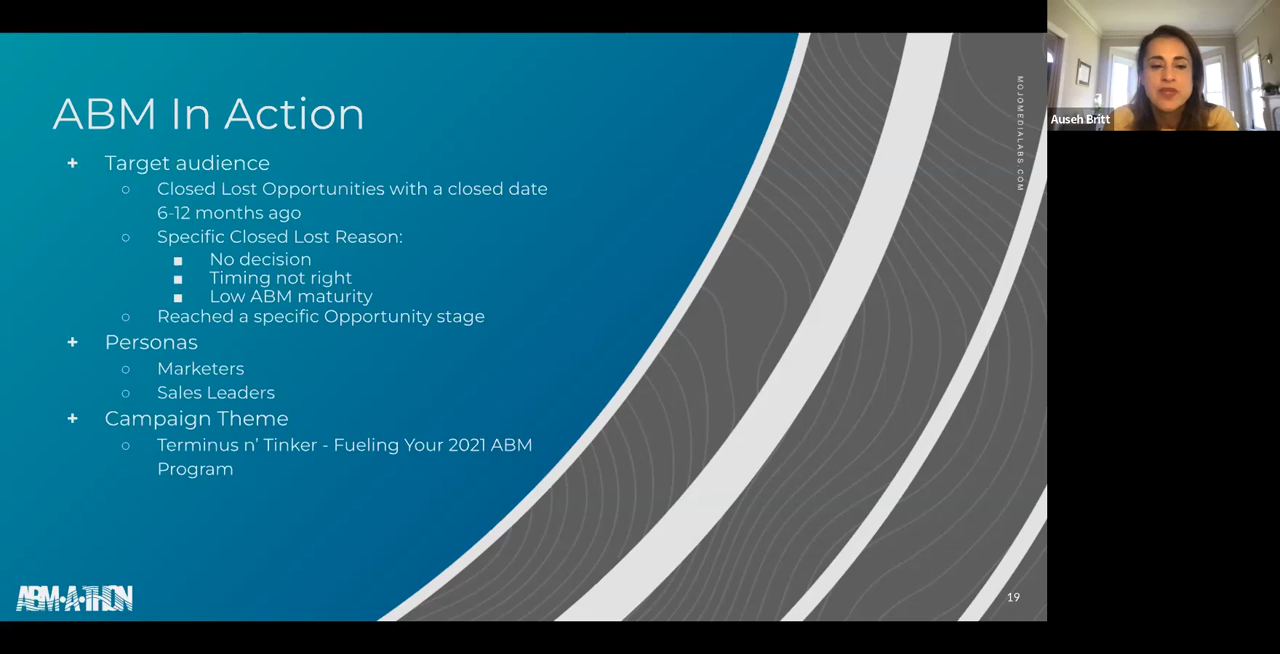 ABM In Action
+ Target audience
○ Closed Lost Opportunities with a closed date
6-12 months ago
○ Specific Closed Lost Reason:
■ No decision
■ Timing not right
■ Low ABM maturity
○ Reached a specific Opportunity stage
+ Personas
○ Marketers
○ Sales Leaders
+ Campaign Theme
○ Terminus n’ Tinker - Fueling Your 2021 ABM
Program
ABM•A•THON
19
MOJOMEDIALABS.COM
Auseh Britt